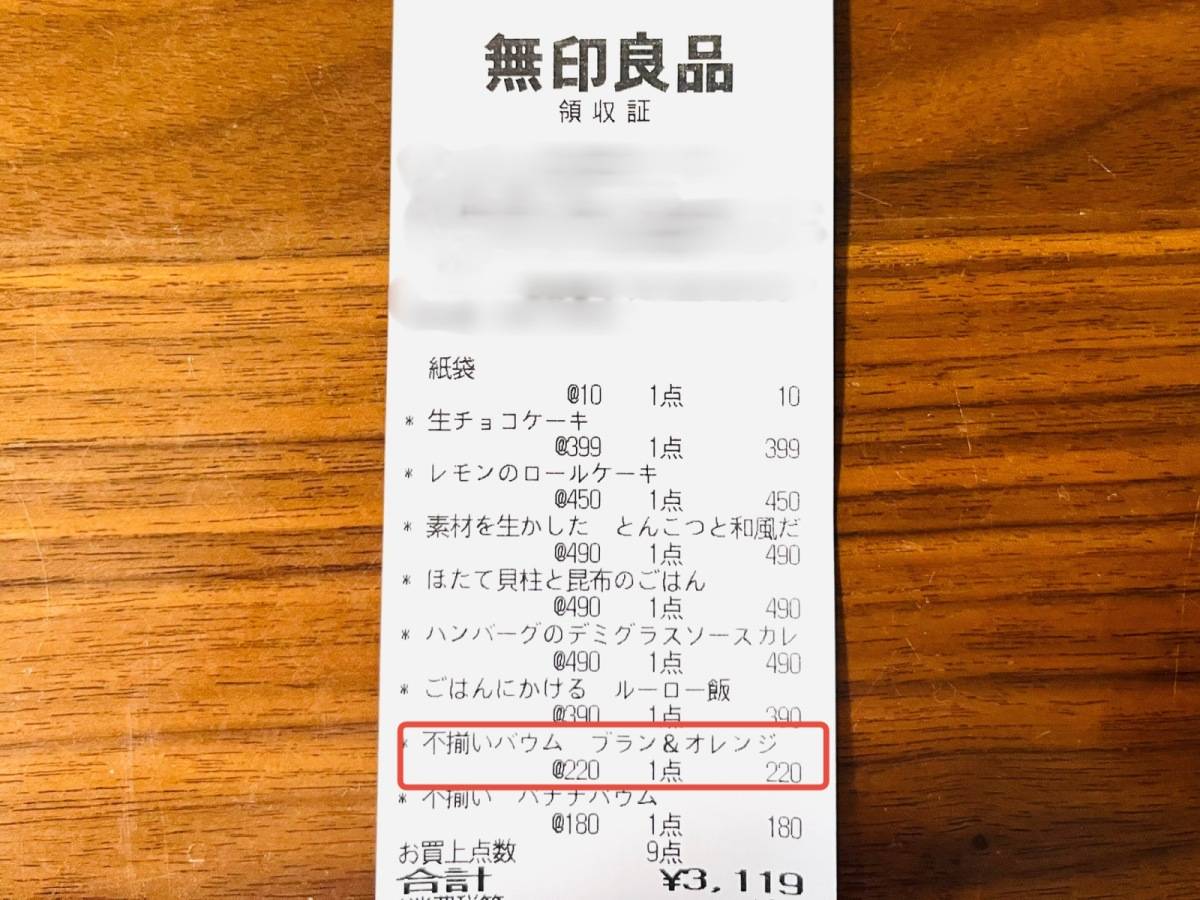 無印良品
領収証
紙袋
@10 1点 10
* 生チョコケーキ
@399 1点 399
* レモンのロールケーキ
@450 1点 450
* 素材を生かした とんこつと和風だ
@490 1点 490
* ほたて貝柱と昆布のごはん
@490 1点 490
* ハンバーグのデミグラスソースカレ
@490 1点 490
* ごはんにかける ルーロー飯
@390 1点 390
* 不揃いバウム ブラン&オレンジ
@220 1点 220
* 不揃い バナナバウム
@180 1点 180
お買上点数 9点
合計 ¥3,119